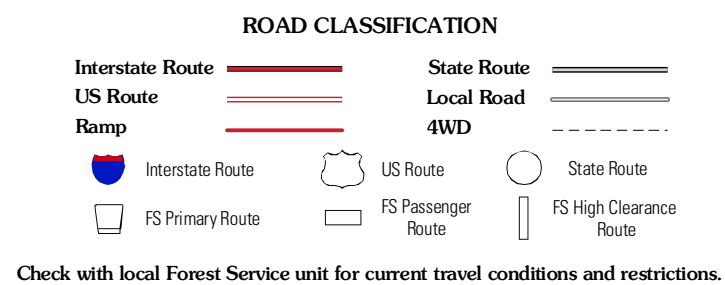 ROAD CLASSIFICATION
Interstate Route
State Route
US Route
Local Road
Ramp
4WD
Interstate Route
US Route
State Route
FS Primary Route
FS Passenger
Route
FS High Clearance
Route
Check with local Forest Service unit for current travel conditions and restrictions.